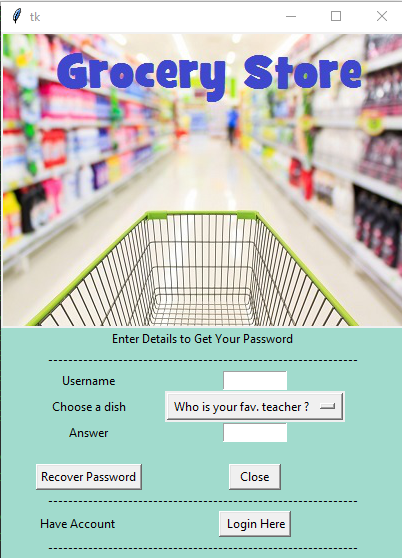 tk
Grocery Store
Enter Details to Get Your Password
--------------------------------------------------------------
Username
Choose a dish Who is your fav. teacher ?
Answer
Recover Password Close
--------------------------------------------------------------
Have Account Login Here
--------------------------------------------------------------